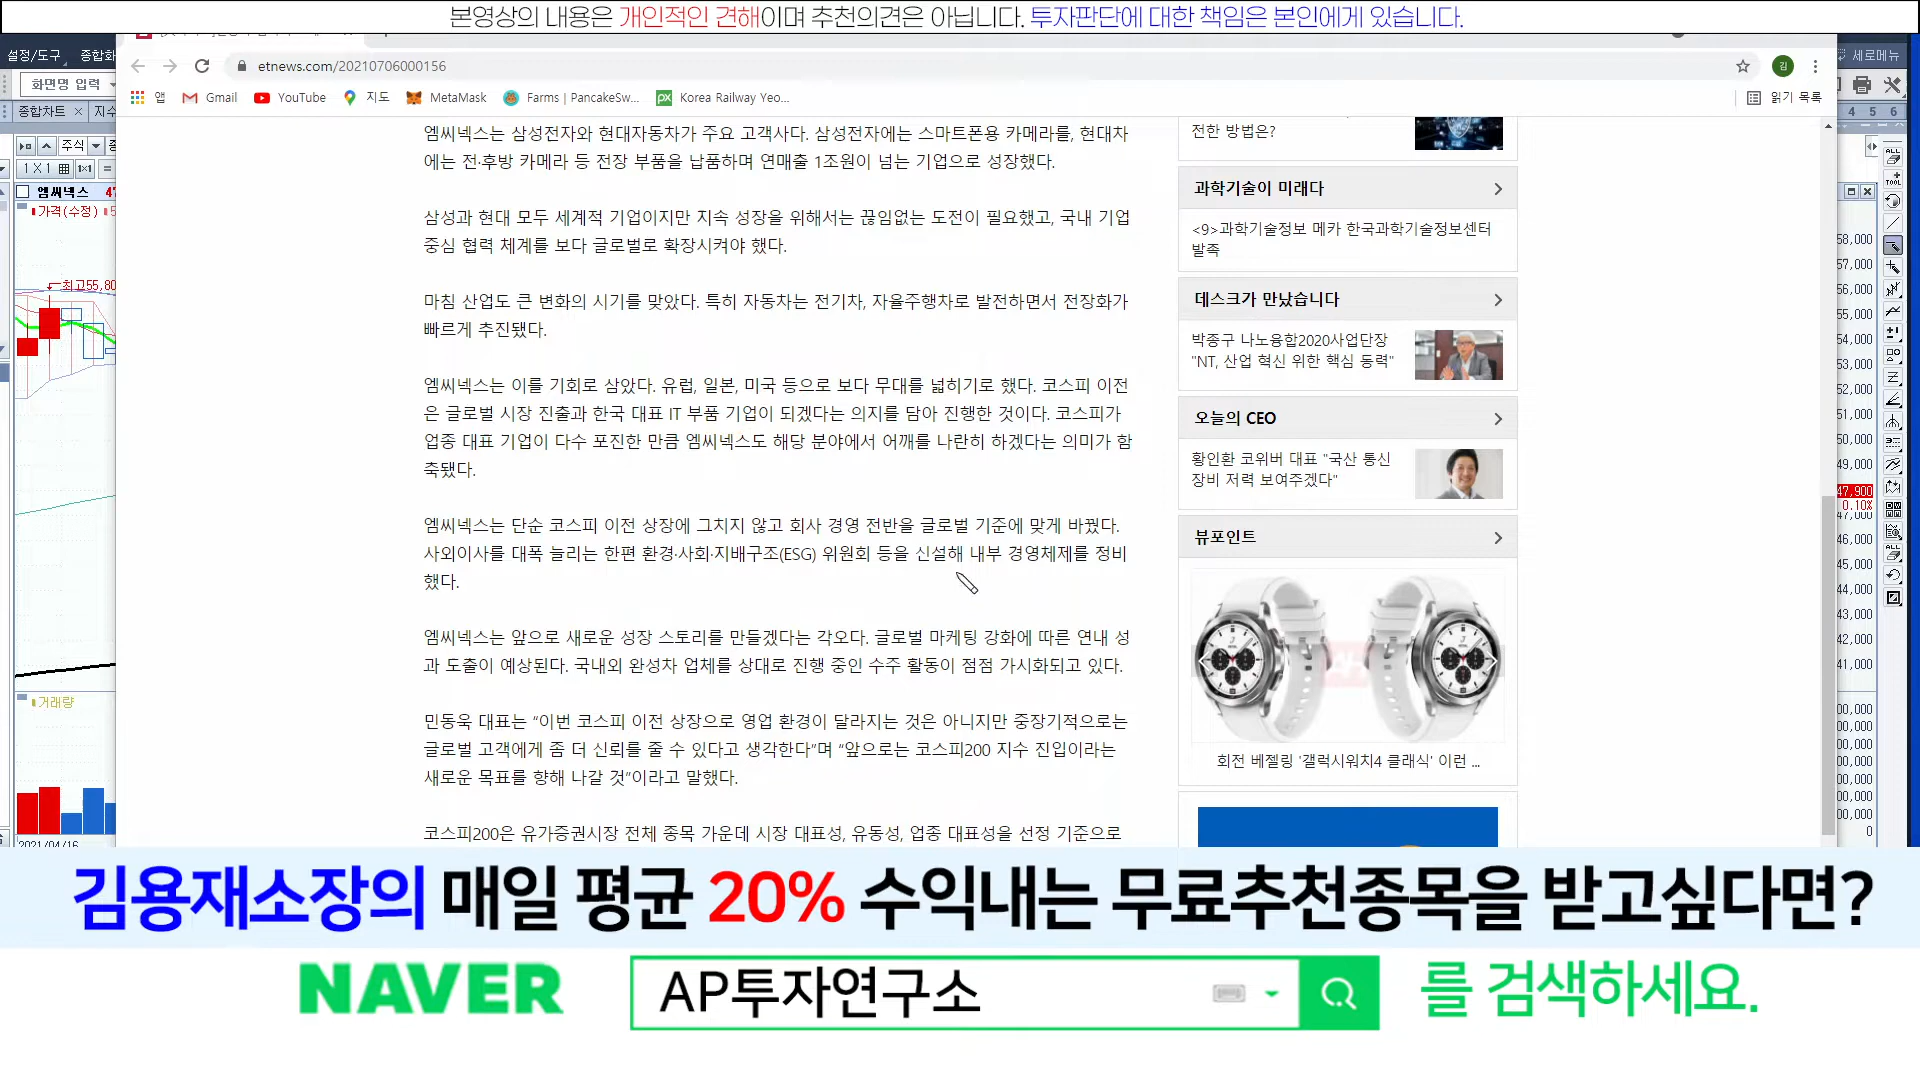 본영상의 내용은 개인적인 견해이며 추천의견은 아닙니다. 투자판단에 대한 책임은 본인에게 있습니다.
설정/도구 종합화
세로메뉴
etnews.com/20210706000156
김
화면명 입력
앱 Gmail YouTube 지도 MetaMask Farms | PancakeSw... Korea Railway Yeo... 읽기 목록
종합차트 지수
4 5 6
주식
1 X 1
엠씨넥스 47
가격(수정)
최고55,80
엠씨넥스는 삼성전자와 현대자동차가 주요 고객사다. 삼성전자에는 스마트폰용 카메라를, 현대차
에는 전·후방 카메라 등 전장 부품을 납품하며 연매출 1조원이 넘는 기업으로 성장했다.
삼성과 현대 모두 세계적 기업이지만 지속 성장을 위해서는 끊임없는 도전이 필요했고, 국내 기업
중심 협력 체계를 보다 글로벌로 확장시켜야 했다.
마침 산업도 큰 변화의 시기를 맞았다. 특히 자동차는 전기차, 자율주행차로 발전하면서 전장화가
빠르게 추진됐다.
엠씨넥스는 이를 기회로 삼았다. 유럽, 일본, 미국 등으로 보다 무대를 넓히기로 했다. 코스피 이전
은 글로벌 시장 진출과 한국 대표 IT 부품 기업이 되겠다는 의지를 담아 진행한 것이다. 코스피가
업종 대표 기업이 다수 포진한 만큼 엠씨넥스도 해당 분야에서 어깨를 나란히 하겠다는 의미가 함
축됐다.
엠씨넥스는 단순 코스피 이전 상장에 그치지 않고 회사 경영 전반을 글로벌 기준에 맞게 바꿨다.
사외이사를 대폭 늘리는 한편 환경·사회·지배구조(ESG) 위원회 등을 신설해 내부 경영체제를 정비
했다.
엠씨넥스는 앞으로 새로운 성장 스토리를 만들겠다는 각오다. 글로벌 마케팅 강화에 따른 연내 성
과 도출이 예상된다. 국내외 완성차 업체를 상대로 진행 중인 수주 활동이 점점 가시화되고 있다.
민동욱 대표는 “이번 코스피 이전 상장으로 영업 환경이 달라지는 것은 아니지만 중장기적으로는
글로벌 고객에게 좀 더 신뢰를 줄 수 있다고 생각한다”며 “앞으로는 코스피200 지수 진입이라는
새로운 목표를 향해 나갈 것”이라고 말했다.
코스피200은 유가증권시장 전체 종목 가운데 시장 대표성, 유동성, 업종 대표성을 선정 기준으로
전한 방법은?
과학기술이 미래다
<9>과학기술정보 메카 한국과학기술정보센터
발족
데스크가 만났습니다
박종구 나노융합2020사업단장
"NT, 산업 혁신 위한 핵심 동력"
오늘의 CEO
황인환 코위버 대표 "국산 통신
장비 저력 보여주겠다"
뷰포인트
회전 베젤링 '갤럭시워치4 클래식' 이런 ...
58,000
57,000
56,000
55,000
54,000
53,000
52,000
51,000
50,000
49,000
47,900
0.10%
47,000
46,000
45,000
44,000
43,000
42,000
41,000
거래량
2021/04/16
김용재소장의 매일 평균 20% 수익내는 무료추천종목을 받고싶다면?
NAVER AP투자연구소 를 검색하세요.